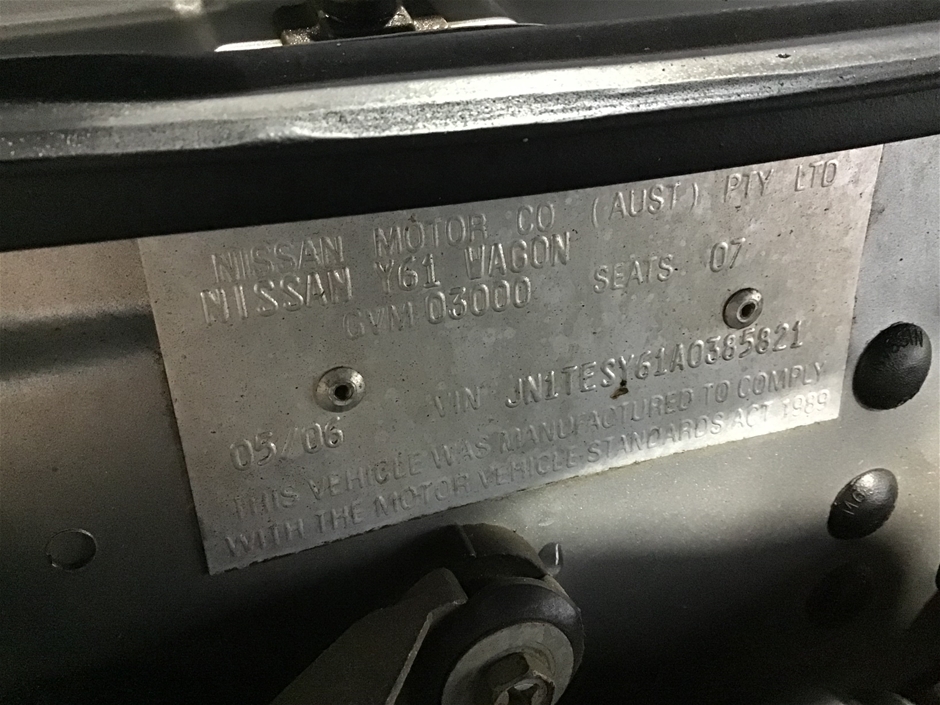 NISSAN MOTOR CO (AUST) PTY LTD
NISSAN Y61 WAGON
GVM 03000 SEATS 07
05/06 VIN JN1TESY61A0385821
THIS VEHICLE WAS MANUFACTURED TO COMPLY
WITH THE MOTOR VEHICLE STANDARDS ACT 1989